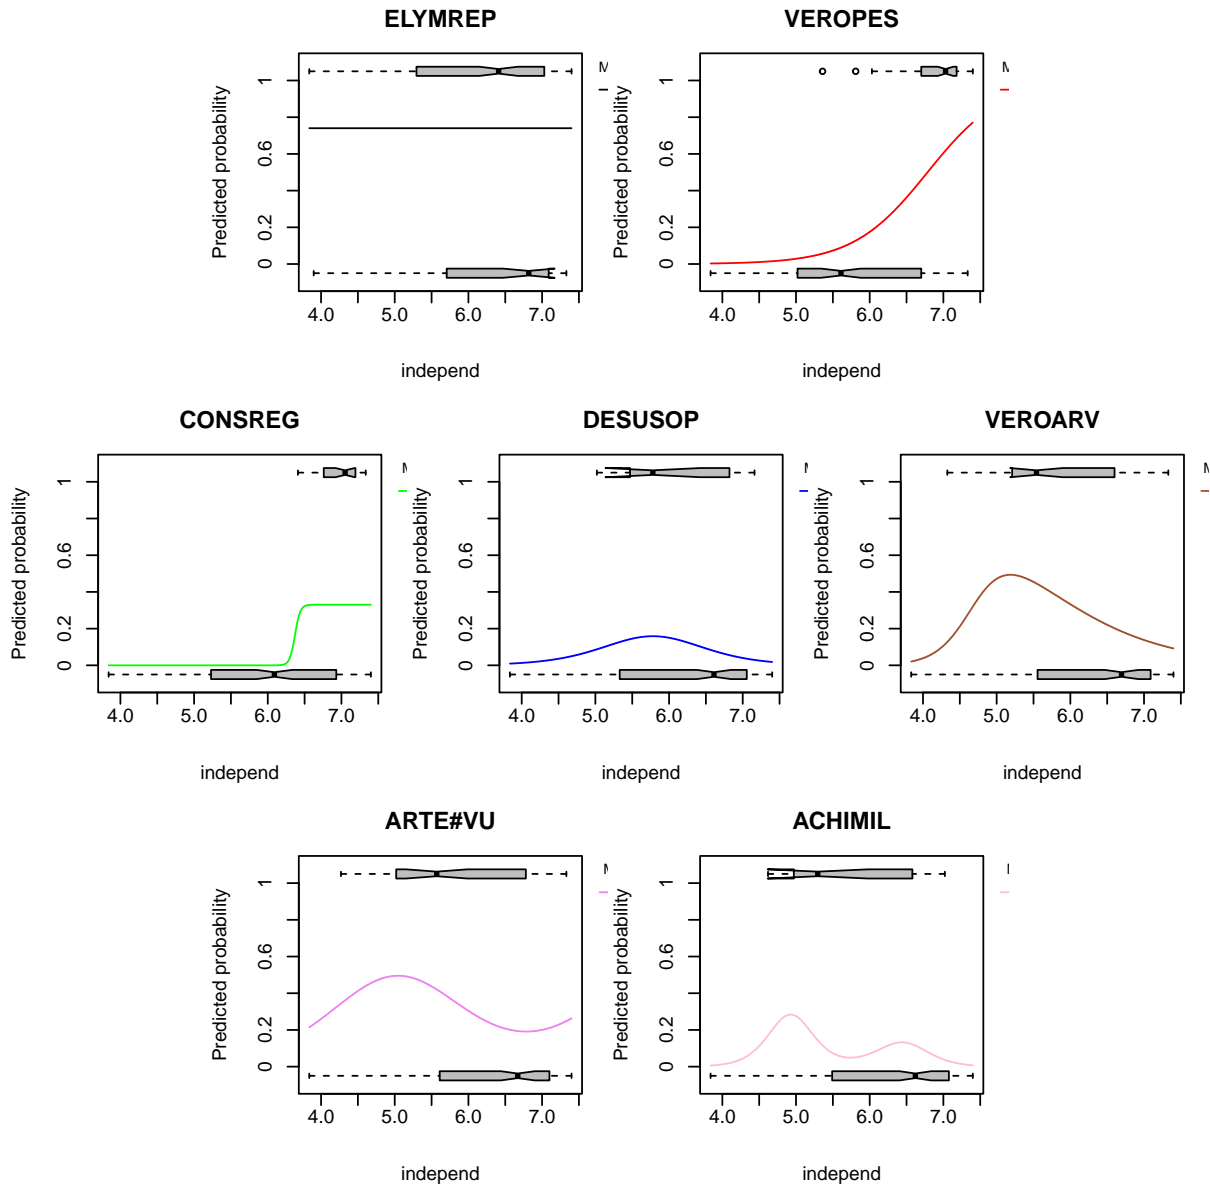 ELYMREP
VEROPES
Predicted probability
0 0.2 0.6 1
4.0 5.0 6.0 7.0
independ
M
Predicted probability
0 0.2 0.6 1
4.0 5.0 6.0 7.0
independ
CONSREG
DESUSOP
VEROARV
Predicted probability
0 0.2 0.6 1
4.0 5.0 6.0 7.0
independ
Predicted probability
0 0.2 0.6 1
4.0 5.0 6.0 7.0
independ
Predicted probability
0 0.2 0.6 1
4.0 5.0 6.0 7.0
independ
ARTE#VU
ACHIMIL
Predicted probability
0 0.2 0.6 1
4.0 5.0 6.0 7.0
independ
Predicted probability
0 0.2 0.6 1
4.0 5.0 6.0 7.0
independ